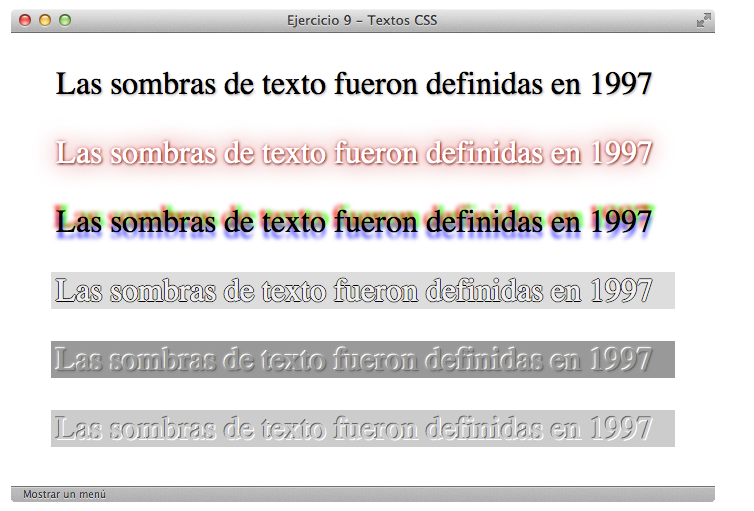 Ejercicio 9 – Textos CSS
Las sombras de texto fueron definidas en 1997
Las sombras de texto fueron definidas en 1997
Las sombras de texto fueron definidas en 1997
Las sombras de texto fueron definidas en 1997
Las sombras de texto fueron definidas en 1997
Las sombras de texto fueron definidas en 1997
Mostrar un menú